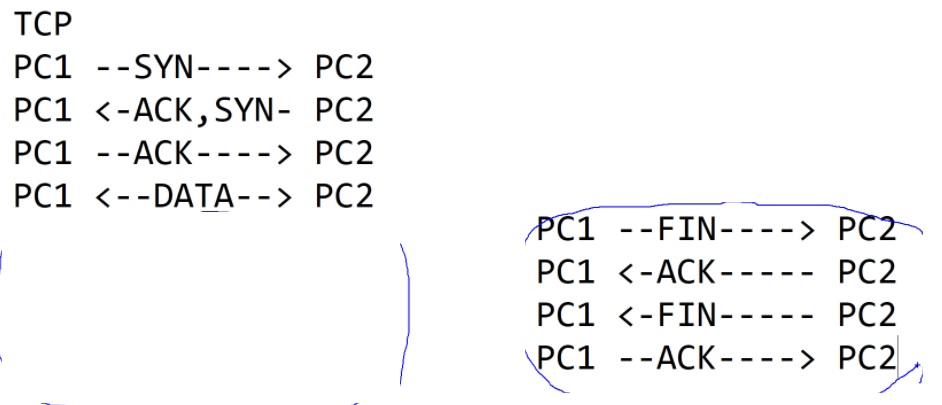 TCP
PC1 --SYN----> PC2
PC1 <-ACK,SYN- PC2
PC1 --ACK----> PC2
PC1 <--DATA--> PC2
PC1 --FIN----> PC2
PC1 <-ACK----- PC2
PC1 <-FIN----- PC2
PC1 --ACK----> PC2